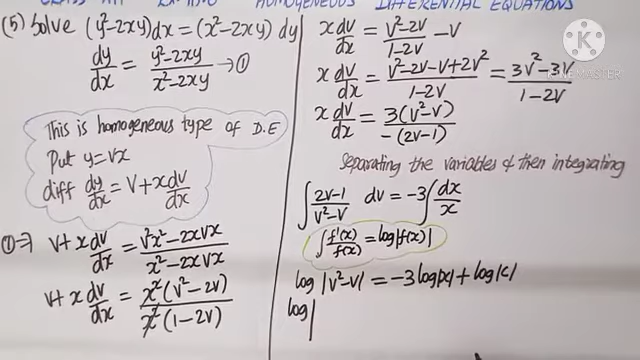 HOMOGENEOUS DIFFERENTIAL EQUATIONS
(5) Solve (y²-2xy)dx = (x²-2xy) dy
dy/dx = y²-2xy / x²-2xy → ①
This is homogeneous type of D.E
Put y=vx
diff dy/dx = v+x dv/dx
①⇒ v+x dv/dx = v²x²-2xvx / x²-2xvx
v+x dv/dx = x²(v²-2v) / x²(1-2v)
x dv/dx = v²-2v / 1-2v - v
x dv/dx = v²-2v-v+2v² / 1-2v = 3v²-3v / 1-2v
x dv/dx = 3(v²-v) / -(2v-1)
Separating the variables & then integrating
∫ 2v-1 / v²-v dv = -3∫ dx/x
∫ f'(x)/f(x) = log|f(x)|
log |v²-v| = -3 log|x| + log|c|
log|
KINEMASTER